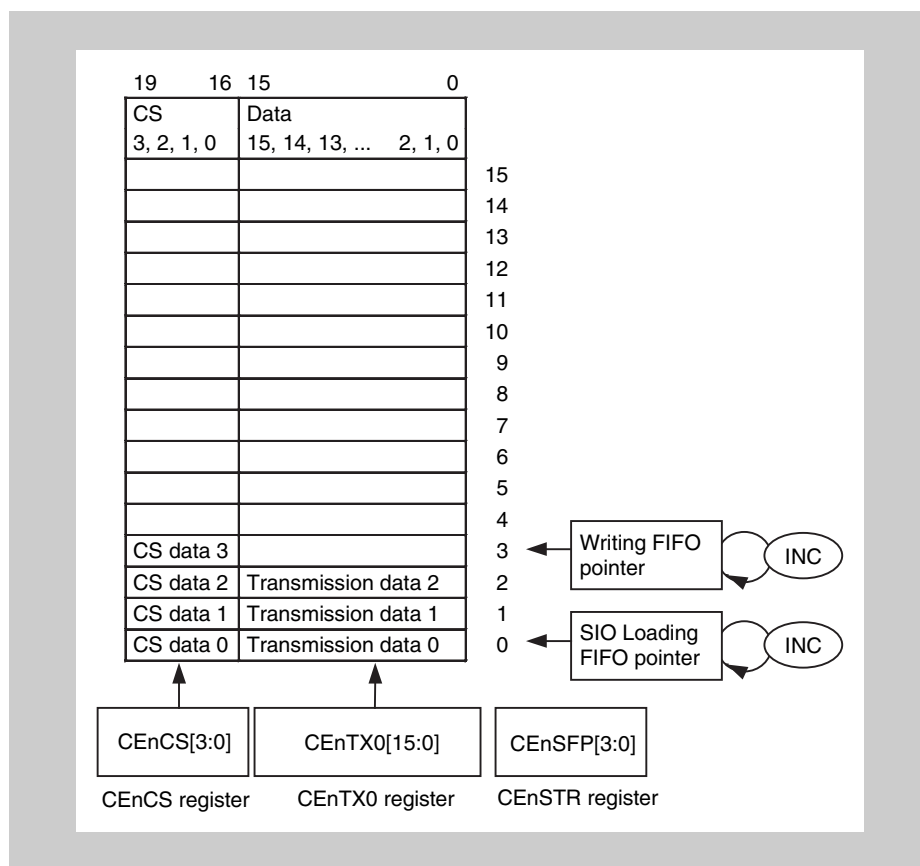 19 16 15 0
CS Data
3, 2, 1, 0 15, 14, 13, ... 2, 1, 0
15
14
13
12
11
10
9
8
7
6
5
4
CS data 3 3
CS data 2 Transmission data 2 2
CS data 1 Transmission data 1 1
CS data 0 Transmission data 0 0
Writing FIFO
pointer
INC
SIO Loading
FIFO pointer
INC
CEnCS[3:0] CEnTX0[15:0] CEnSFP[3:0]
CEnCS register CEnTX0 register CEnSTR register